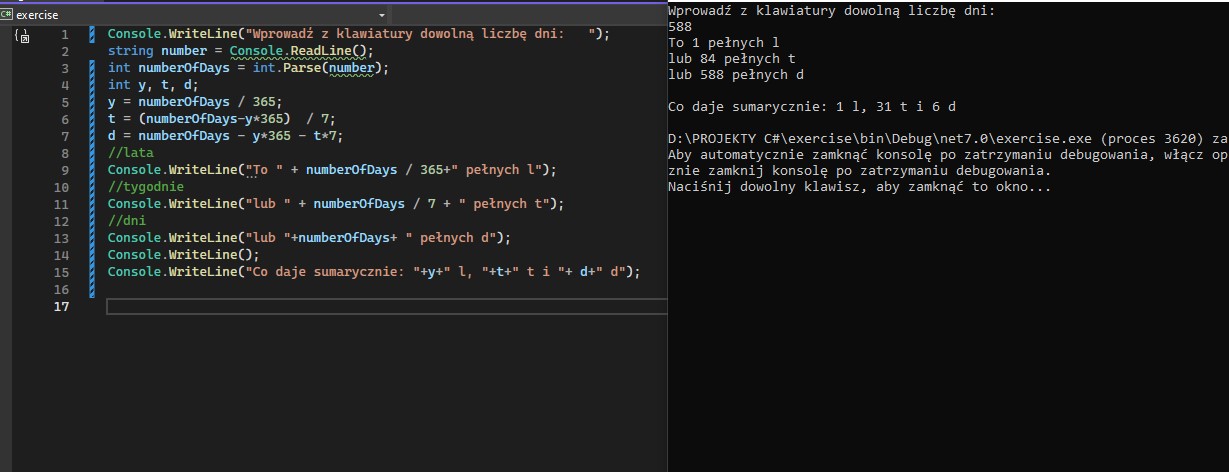 C# exercise
1 Console.WriteLine("Wprowadź z klawiatury dowolną liczbę dni:   ");
2 string number = Console.ReadLine();
3 int numberOfDays = int.Parse(number);
4 int y, t, d;
5 y = numberOfDays / 365;
6 t = (numberOfDays-y*365)  / 7;
7 d = numberOfDays - y*365 - t*7;
8 //lata
9 Console.WriteLine("To " + numberOfDays / 365+" pełnych l");
10 //tygodnie
11 Console.WriteLine("lub " + numberOfDays / 7 + " pełnych t");
12 //dni
13 Console.WriteLine("lub "+numberOfDays+ " pełnych d");
14 Console.WriteLine();
15 Console.WriteLine("Co daje sumarycznie: "+y+" l, "+t+" t i "+ d+" d");
16
17
Wprowadź z klawiatury dowolną liczbę dni:
588
To 1 pełnych l
lub 84 pełnych t
lub 588 pełnych d
Co daje sumarycznie: 1 l, 31 t i 6 d
D:\PROJEKTY C#\exercise\bin\Debug\net7.0\exercise.exe (proces 3620) za
Aby automatycznie zamknąć konsolę po zatrzymaniu debugowania, włącz op
znie zamknij konsolę po zatrzymaniu debugowania.
Naciśnij dowolny klawisz, aby zamknąć to okno...